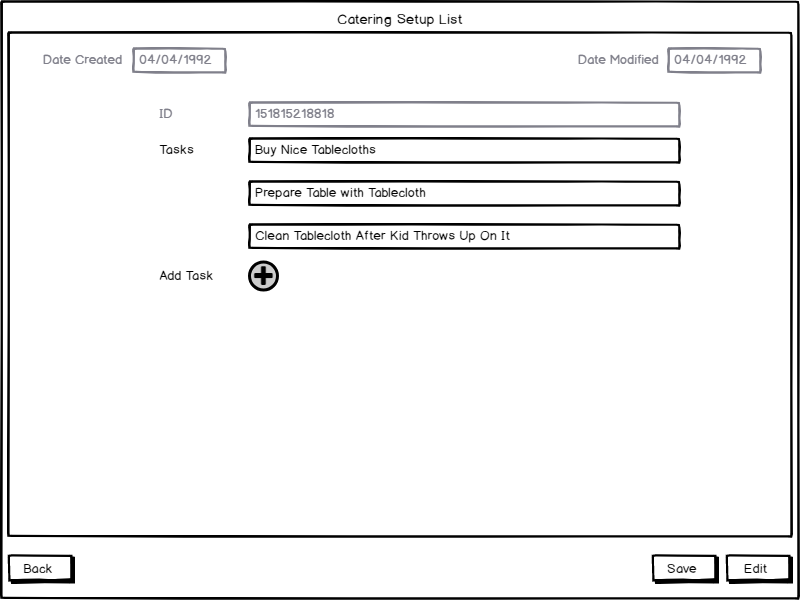 Catering Setup List
Date Created 04/04/1992 Date Modified 04/04/1992
ID 151815218818
Tasks Buy Nice Tablecloths
Prepare Table with Tablecloth
Clean Tablecloth After Kid Throws Up On It
Add Task
Back Save Edit